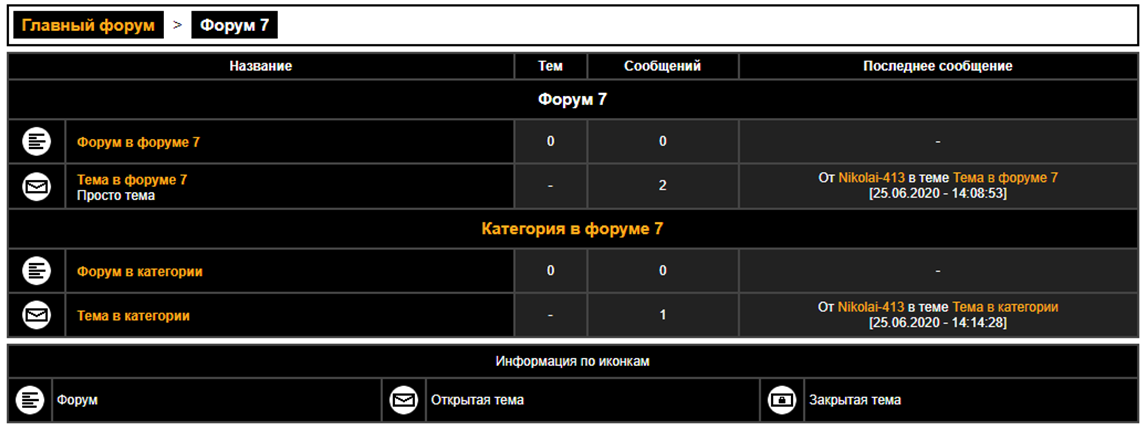 Главный форум > Форум 7
Название Тем Сообщений Последнее сообщение
Форум 7
Форум в форуме 7 0 0 -
Тема в форуме 7
Просто тема
- 2
От Nikolai-413 в теме Тема в форуме 7
[25.06.2020 - 14:08:53]
Категория в форуме 7
Форум в категории 0 0 -
Тема в категории - 1
От Nikolai-413 в теме Тема в категории
[25.06.2020 - 14:14:28]
Информация по иконкам
Форум Открытая тема Закрытая тема